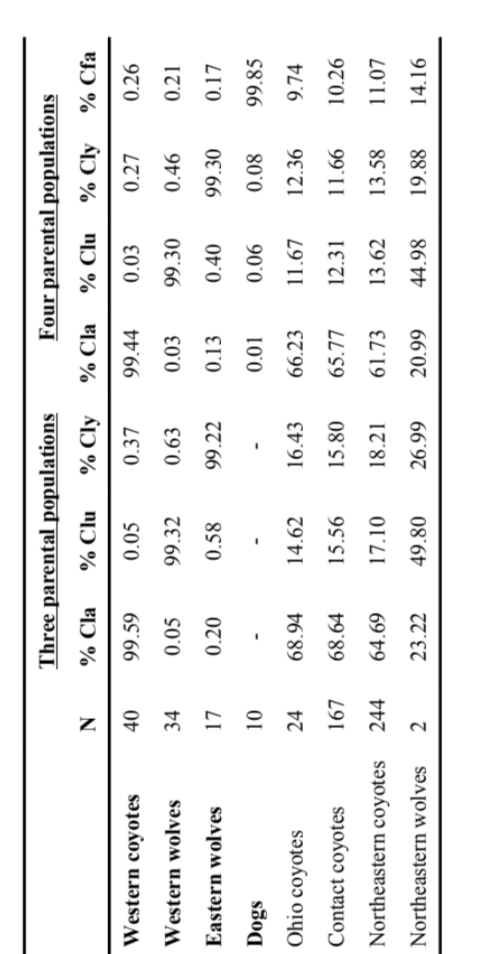 Three parental populations Four parental populations
N % Cla % Clu % Cly % Cla % Clu % Cly % Cfa
Western coyotes 40 99.59 0.05 0.37 99.44 0.03 0.27 0.26
Western wolves 34 0.05 99.32 0.63 0.03 99.30 0.46 0.21
Eastern wolves 17 0.20 0.58 99.22 0.13 0.40 99.30 0.17
Dogs 10 - - - 0.01 0.06 0.08 99.85
Ohio coyotes 24 68.94 14.62 16.43 66.23 11.67 12.36 9.74
Contact coyotes 167 68.64 15.56 15.80 65.77 12.31 11.66 10.26
Northeastern coyotes 244 64.69 17.10 18.21 61.73 13.62 13.58 11.07
Northeastern wolves 2 23.22 49.80 26.99 20.99 44.98 19.88 14.16